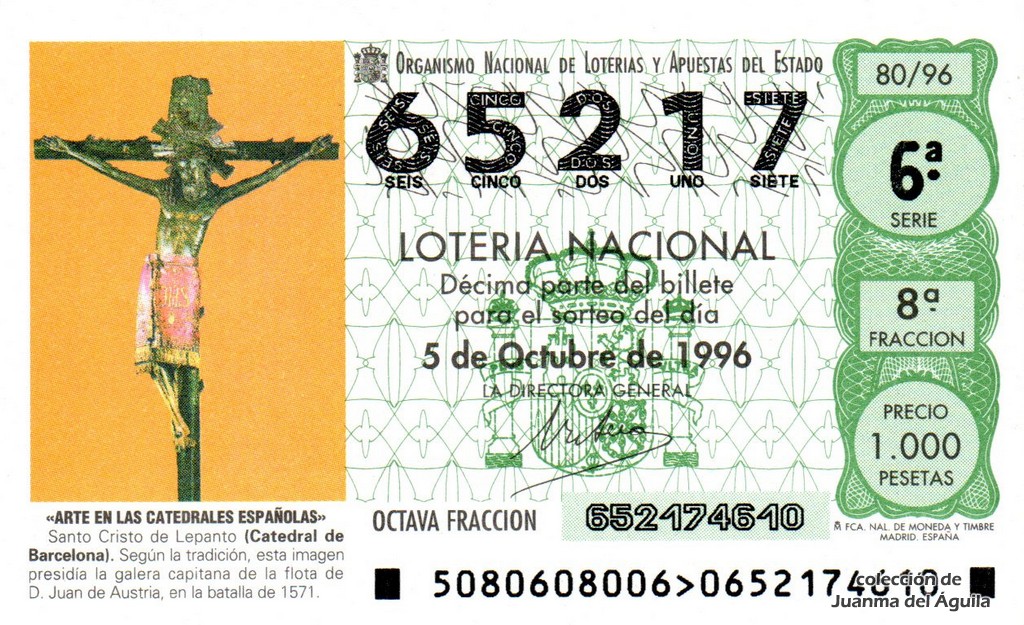 ORGANISMO NACIONAL DE LOTERIAS Y APUESTAS DEL ESTADO
65217
SEIS CINCO DOS UNO SIETE
LOTERIA NACIONAL
Décima parte del billete
para el sorteo del día
5 de Octubre de 1996
LA DIRECTORA GENERAL
OCTAVA FRACCION
652174610
80/96
6ª
SERIE
8ª
FRACCION
PRECIO
1.000
PESETAS
FCA. NAL. DE MONEDA Y TIMBRE
MADRID. ESPAÑA
«ARTE EN LAS CATEDRALES ESPAÑOLAS»
Santo Cristo de Lepanto (Catedral de
Barcelona). Según la tradición, esta imagen
presidía la galera capitana de la flota de
D. Juan de Austria, en la batalla de 1571.
5080608006>0652174610
colección de
Juanma del Águila